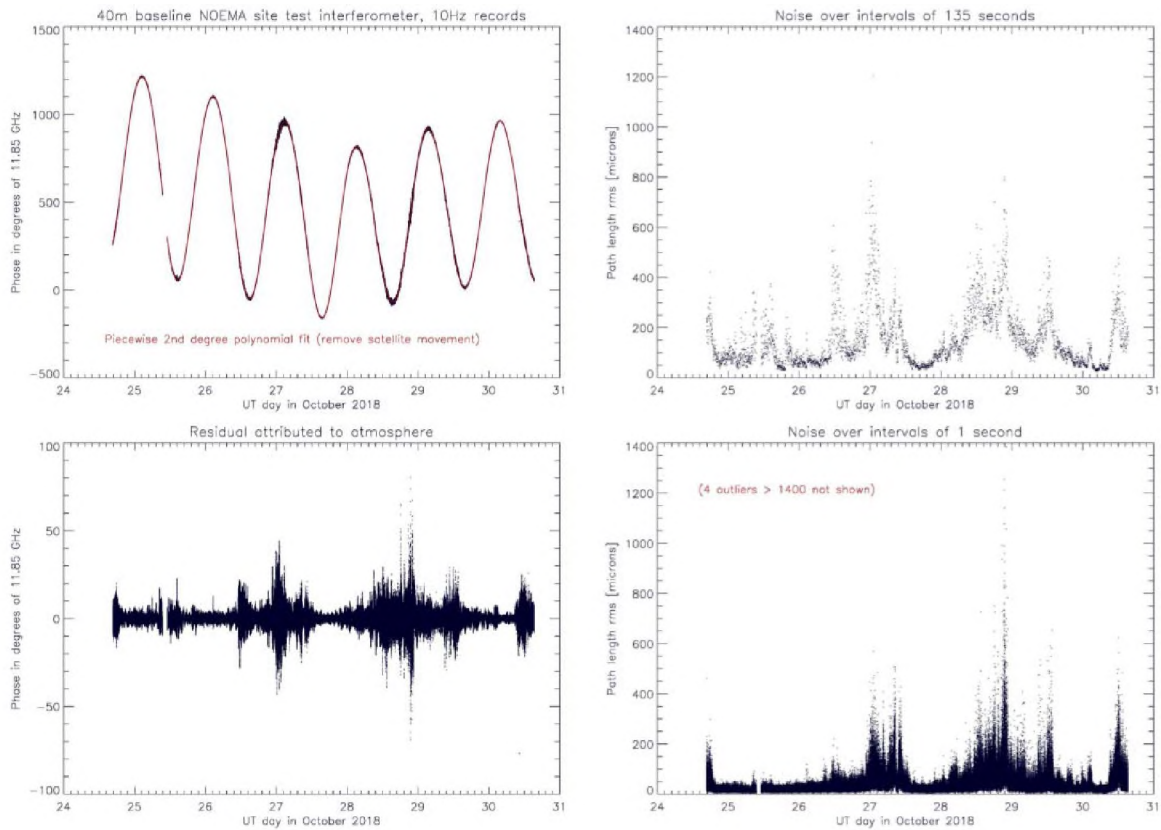 40m baseline NOEMA site test interferometer, 10Hz records
1500
1000
500
0
−500
Phase in degrees of 11.85 GHz
Piecewise 2nd degree polynomial fit (remove satellite movement)
24 25 26 27 28 29 30 31
UT day in October 2018
Noise over intervals of 135 seconds
1400
1200
1000
800
600
400
200
0
Path length rms [microns]
24 25 26 27 28 29 30 31
UT day in October 2018
Residual attributed to atmosphere
100
50
0
−50
−100
Phase in degrees of 11.85 GHz
24 25 26 27 28 29 30 31
UT day in October 2018
Noise over intervals of 1 second
1400
1200
1000
800
600
400
200
0
Path length rms [microns]
(4 outliers > 1400 not shown)
24 25 26 27 28 29 30 31
UT day in October 2018